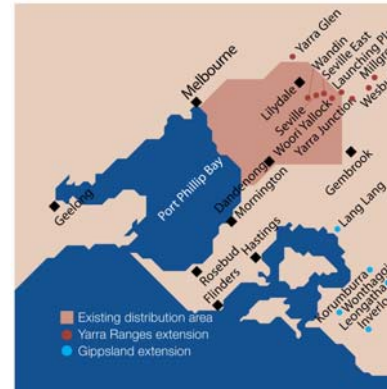 Yarra Glen
Wandin
Seville East
Launching Pl
Millgro
Wesbu
Melbourne
Lilydale
Seville
Woori Yallock
Yarra Junction
Dandenong
Mornington
Gembrook
Port Phillip Bay
Geelong
Lang Lang
Rosebud
Hastings
Flinders
Korumburra
Wonthaggi
Leongatha
Inverlo
Existing distribution area
Yarra Ranges extension
Gippsland extension